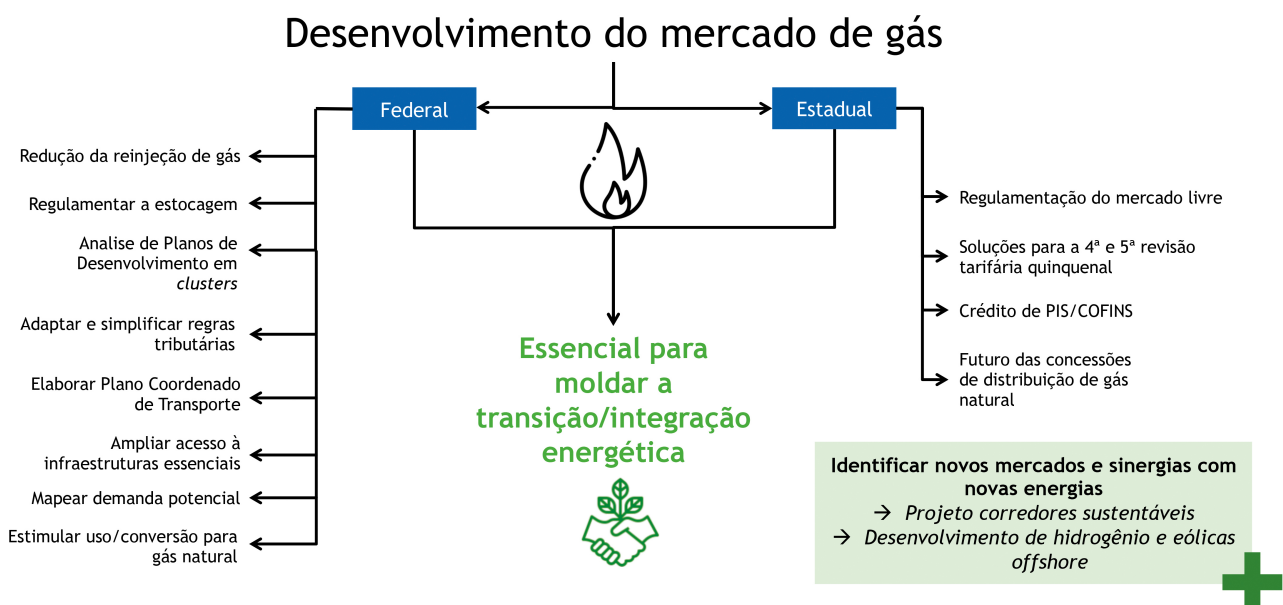 Desenvolvimento do mercado de gás
Federal
Estadual
Redução da reinjeção de gás
Regulamentar a estocagem
Analise de Planos de
Desenvolvimento em
clusters
Adaptar e simplificar regras
tributárias
Elaborar Plano Coordenado
de Transporte
Ampliar acesso à
infraestruturas essenciais
Mapear demanda potencial
Estimular uso/conversão para
gás natural
Essencial para
moldar a
transição/integração
energética
Regulamentação do mercado livre
Soluções para a 4ª e 5ª revisão
tarifária quinquenal
Crédito de PIS/COFINS
Futuro das concessões
de distribuição de gás
natural
Identificar novos mercados e sinergias com
novas energias
→ Projeto corredores sustentáveis
→ Desenvolvimento de hidrogênio e eólicas
offshore